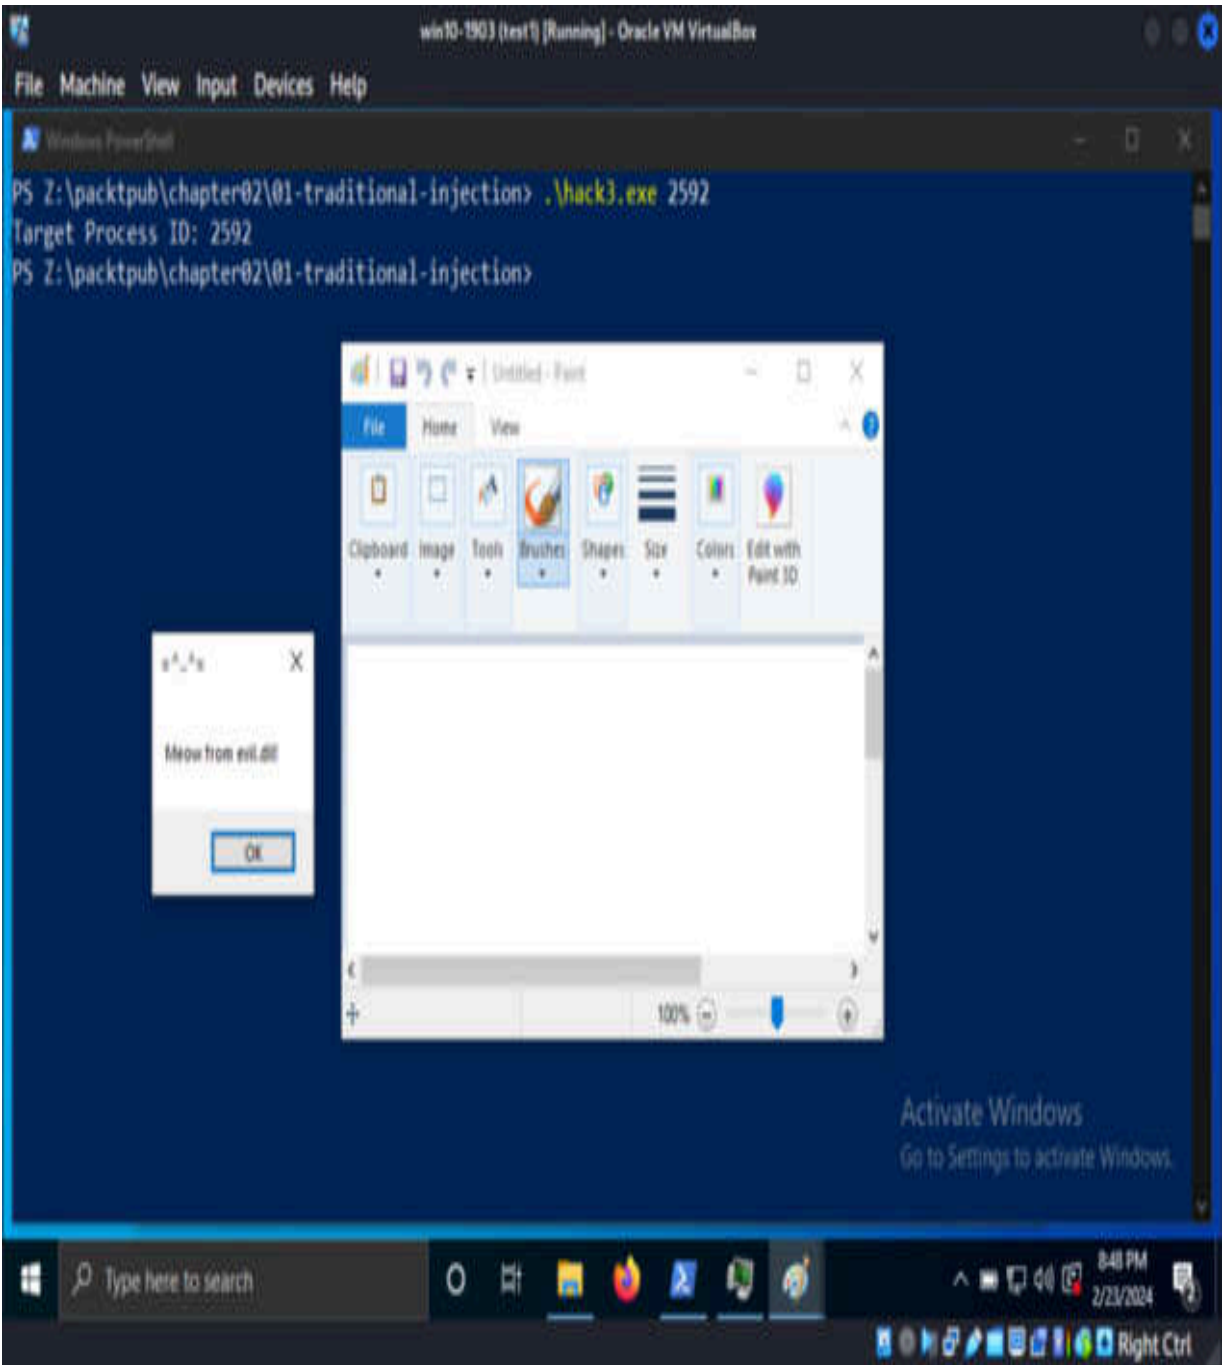 win10-1903 (test1) [Running] - Oracle VM VirtualBox
File Machine View Input Devices Help
Windows PowerShell
PS Z:\packtpub\chapter02\01-traditional-injection> .\hack3.exe 2592
Target Process ID: 2592
PS Z:\packtpub\chapter02\01-traditional-injection>
Untitled - Paint
File Home View
Clipboard Image Tools Brushes Shapes Size Colors Edit with
Paint 3D
Meow from evil.dll!
OK
100%
Activate Windows
Go to Settings to activate Windows.
Type here to search
8:48 PM
2/23/2024
Right Ctrl